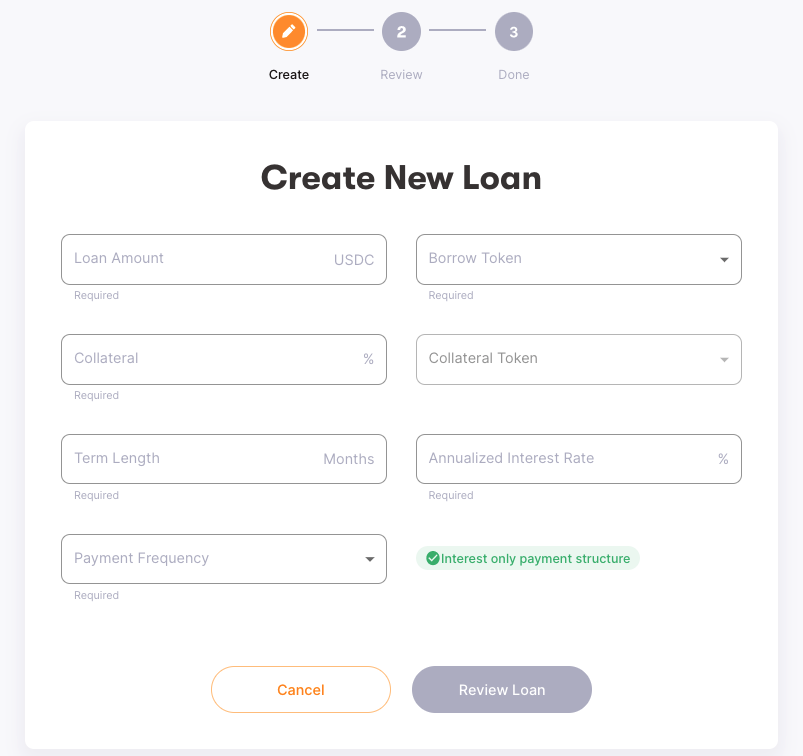 2
3
Create
Review
Done
Create New Loan
Loan Amount
USDC
Borrow Token
Required
Required
Collateral
%
Collateral Token
Required
Term Length
Months
Annualized Interest Rate
%
Required
Required
Payment Frequency
Interest only payment structure
Required
Cancel
Review Loan